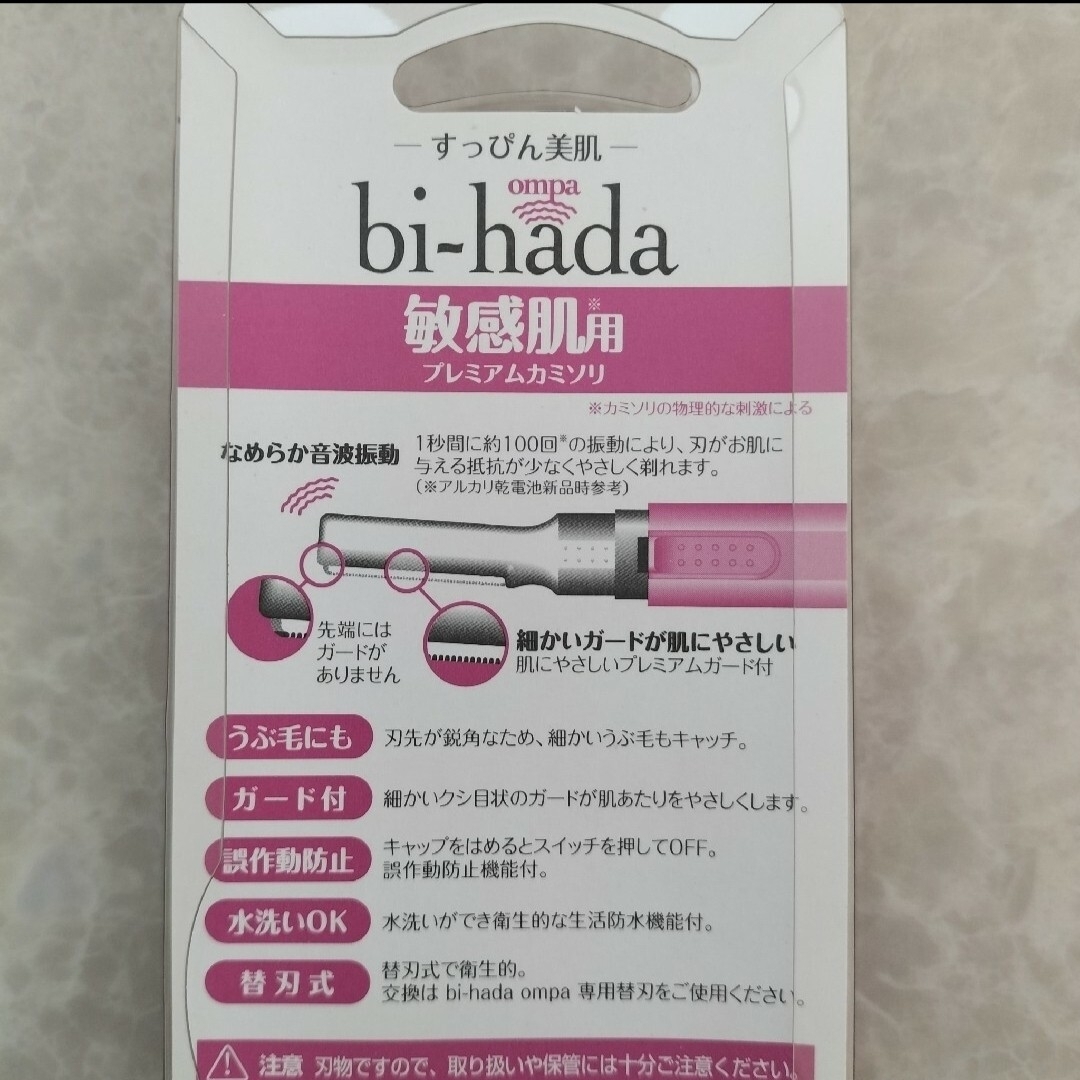 すっぴん美肌
ompa
bi-hada
敏感肌※用
プレミアムカミソリ
※カミソリの物理的な刺激による
なめらか音波振動
1秒間に約100回※の振動により、刃がお肌に
与える抵抗が少なくやさしく剃れます。
(※アルカリ乾電池新品時参考)
先端には
ガードが
ありません
細かいガードが肌にやさしい
肌にやさしいプレミアムガード付
うぶ毛にも 刃先が鋭角なため、細かいうぶ毛もキャッチ。
ガード付 細かいクシ目状のガードが肌あたりをやさしくします。
誤作動防止 キャップをはめるとスイッチを押してOFF。
誤作動防止機能付。
水洗いOK 水洗いができ衛生的な生活防水機能付。
替刃式 替刃式で衛生的。
交換は bi-hada ompa 専用替刃をご使用ください。
注意 刃物ですので、取り扱いや保管には十分ご注意ください。